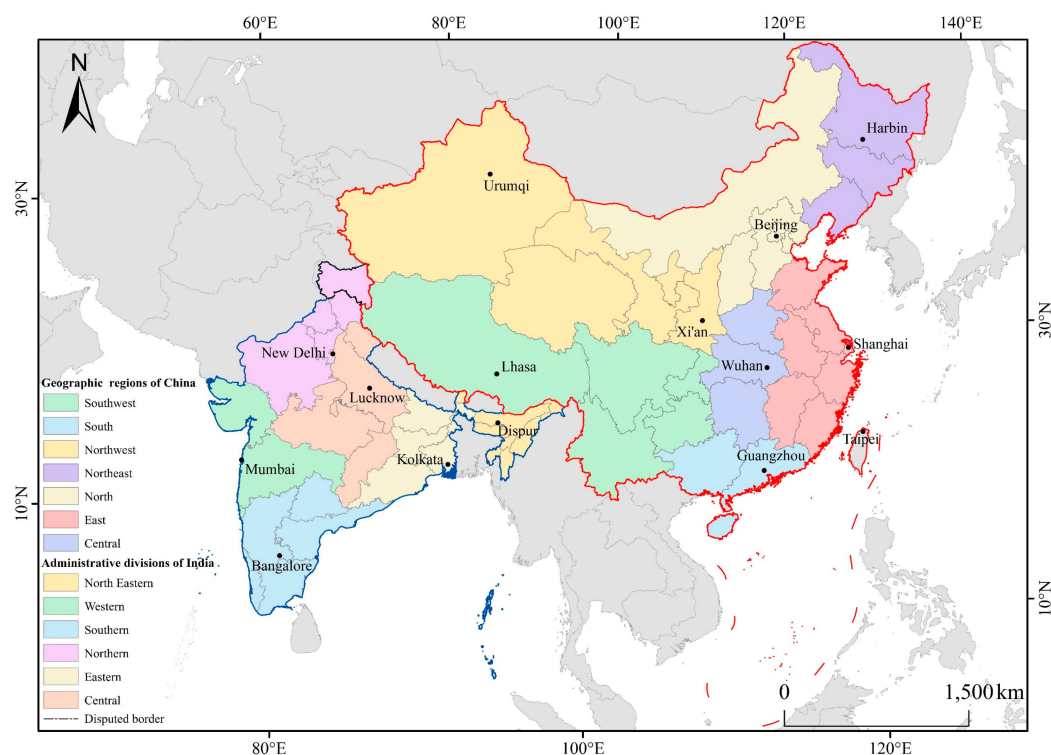 60°E
80°E
100°E
120°E
140°E
N
30°N
10°N
30°N
10°N
Harbin
Urumqi
Beijing
Xi'an
Shanghai
New Delhi
Lhasa
Wuhan
Lucknow
Dispur
Taipei
Guangzhou
Kolkata
Mumbai
Bangalore
Geographic regions of China
Southwest
South
Northwest
Northeast
North
East
Central
Administrative divisions of India
North Eastern
Western
Southern
Northern
Eastern
Central
Disputed border
0 1,500 km
80°E
100°E
120°E